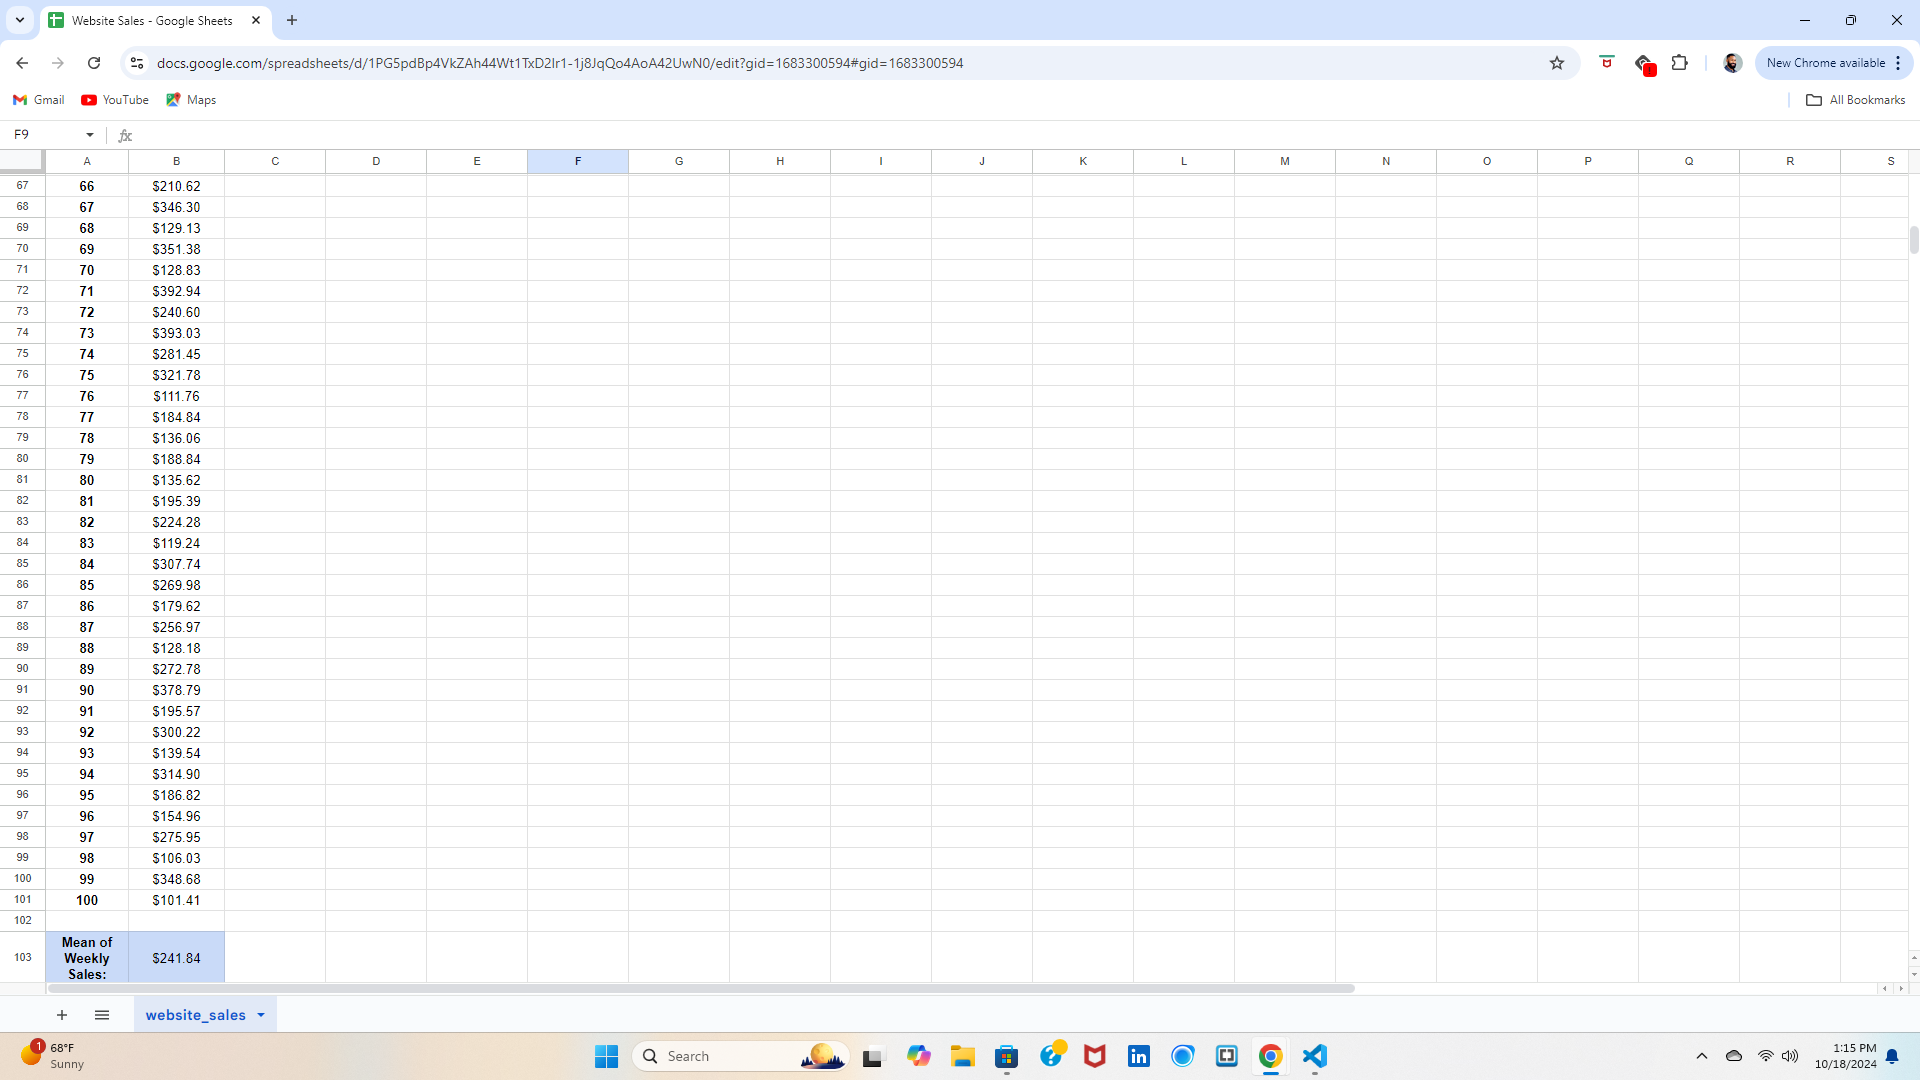 Website Sales - Google Sheets
docs.google.com/spreadsheets/d/1PG5pdBp4VkZAh44Wt1TxD2Ir1-1j8JqQo4AoA42UwN0/edit?gid=1683300594#gid=1683300594
New Chrome available
Gmail YouTube Maps All Bookmarks
F9 fx
A B C D E F G H I J K L M N O P Q R S
67 66 $210.62
68 67 $346.30
69 68 $129.13
70 69 $351.38
71 70 $128.83
72 71 $392.94
73 72 $240.60
74 73 $393.03
75 74 $281.45
76 75 $321.78
77 76 $111.76
78 77 $184.84
79 78 $136.06
80 79 $188.84
81 80 $135.62
82 81 $195.39
83 82 $224.28
84 83 $119.24
85 84 $307.74
86 85 $269.98
87 86 $179.62
88 87 $256.97
89 88 $128.18
90 89 $272.78
91 90 $378.79
92 91 $195.57
93 92 $300.22
94 93 $139.54
95 94 $314.90
96 95 $186.82
97 96 $154.96
98 97 $275.95
99 98 $106.03
100 99 $348.68
101 100 $101.41
102
Mean of
103 Weekly $241.84
Sales:
website_sales
1 68°F
Sunny
Search
in
1:15 PM
10/18/2024